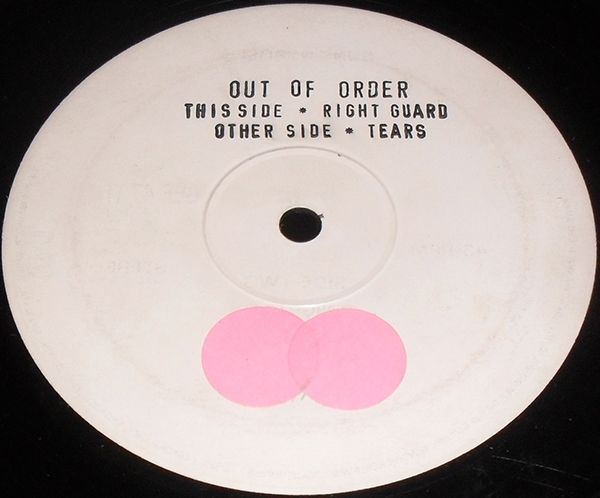 OUT OF ORDER
THIS SIDE * RIGHT GUARD
OTHER SIDE * TEARS